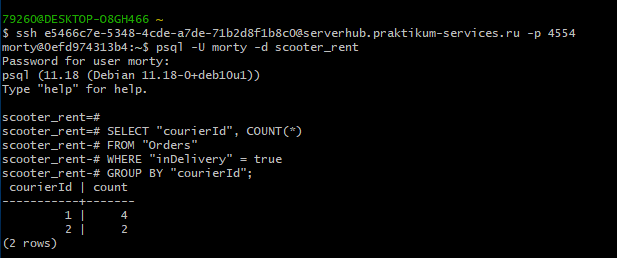 79260@DESKTOP-O8GH466 ~
$ ssh e5466c7e-5348-4cde-a7de-71b2d8f1b8c0@serverhub.praktikum-services.ru -p 4554
morty@0efd974313b4:~$ psql -U morty -d scooter_rent
Password for user morty:
psql (11.18 (Debian 11.18-0+deb10u1))
Type "help" for help.
scooter_rent=#
scooter_rent=# SELECT "courierId", COUNT(*)
scooter_rent-# FROM "Orders"
scooter_rent-# WHERE "inDelivery" = true
scooter_rent-# GROUP BY "courierId";
 courierId | count
-----------+-------
         1 |     4
         2 |     2
(2 rows)